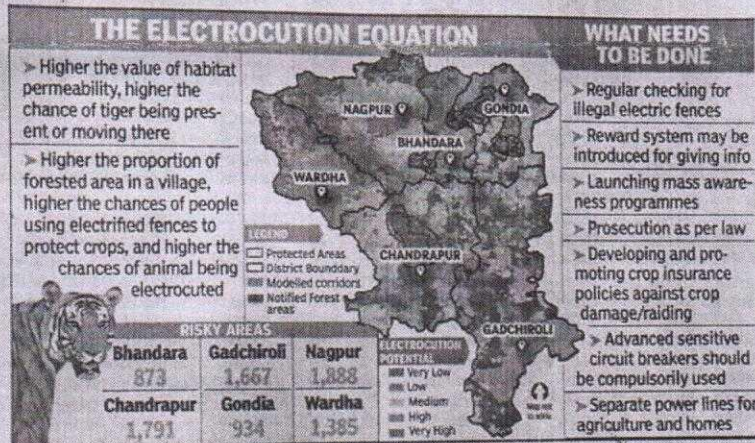 THE ELECTROCUTION EQUATION
➤ Higher the value of habitat
permeability, higher the
chance of tiger being pres-
ent or moving there
➤ Higher the proportion of
forested area in a village,
higher the chances of people
using electrified fences to
protect crops, and higher the
chances of animal being
electrocuted
NAGPUR
GONDIA
BHANDARA
WARDHA
CHANDRAPUR
GADCHIROLI
LEGEND
Protected Areas
District Bounddary
Modelled corridors
Notified Forest
areas
RISKY AREAS
Bhandara Gadchiroli Nagpur
873 1,667 1,888
Chandrapur Gondia Wardha
1,791 934 1,385
ELECTROCUTION
POTENTIAL
Very Low
Low
Medium
High
Very High
WHAT NEEDS
TO BE DONE
➤ Regular checking for
illegal electric fences
➤ Reward system may be
introduced for giving info
➤ Launching mass aware-
ness programmes
➤ Prosecution as per law
➤ Developing and pro-
moting crop insurance
policies against crop
damage/raiding
➤ Advanced sensitive
circuit breakers should
be compulsorily used
➤ Separate power lines for
agriculture and homes